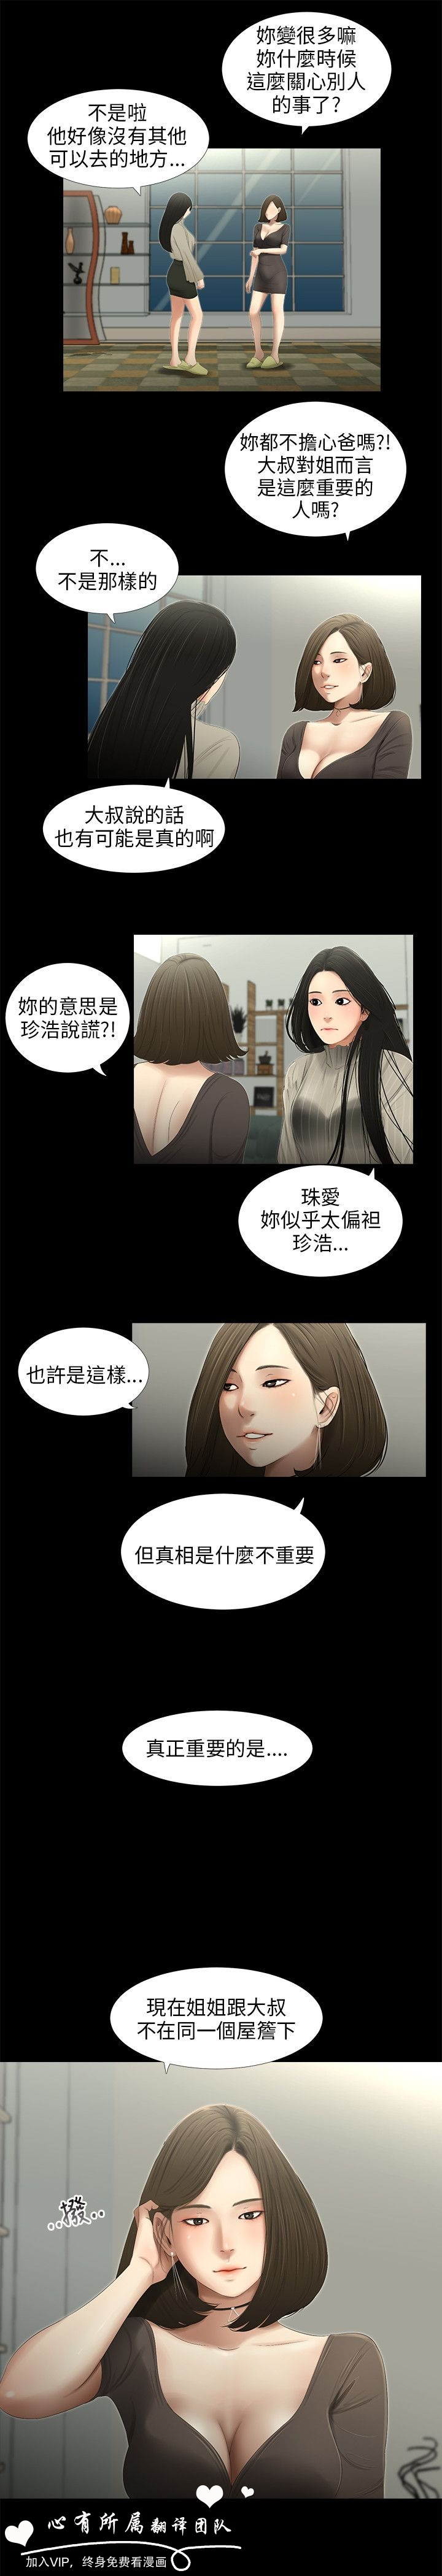 妳變很多嘛
妳什麼時候
這麼關心別人
的事了?
不是啦
他好像沒有其他
可以去的地方...
妳都不擔心爸嗎?!
大叔對姐而言
是這麼重要的
人嗎?
不...
不是那樣的
大叔說的話
也有可能是真的啊
妳的意思是
珍浩說謊?!
珠愛
妳似乎太偏袒
珍浩...
也許是這樣...
但真相是什麼不重要
真正重要的是....
現在姐姐跟大叔
不在同一個屋簷下
..撥..
心有所属翻译团队
加入VIP，终身免费看漫画